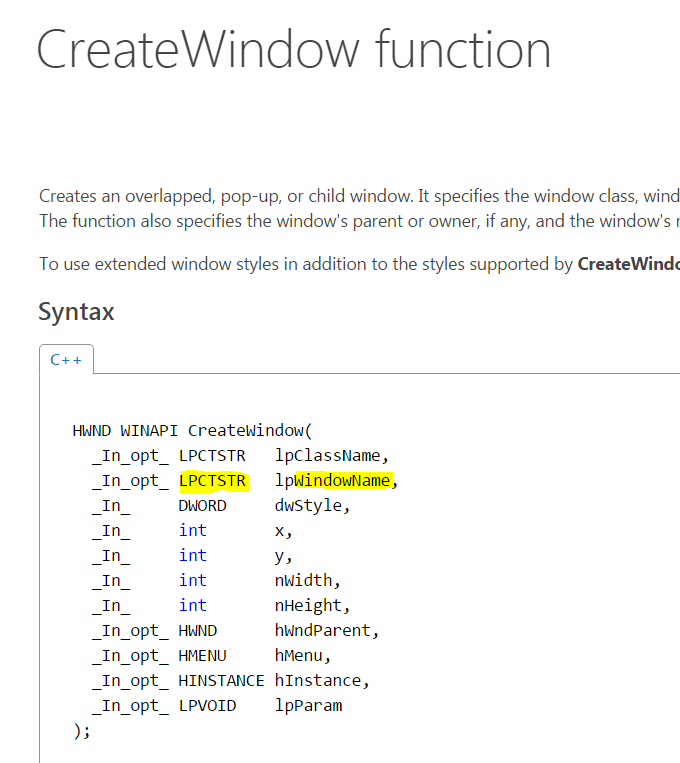 CreateWindow function
Creates an overlapped, pop-up, or child window. It specifies the window class, wind
The function also specifies the window's parent or owner, if any, and the window's
To use extended window styles in addition to the styles supported by CreateWindo
Syntax
C++
HWND WINAPI CreateWindow(
_In_opt_ LPCTSTR lpClassName,
_In_opt_ LPCTSTR lpWindowName,
_In_ DWORD dwStyle,
_In_ int x,
_In_ int y,
_In_ int nWidth,
_In_ int nHeight,
_In_opt_ HWND hWndParent,
_In_opt_ HMENU hMenu,
_In_opt_ HINSTANCE hInstance,
_In_opt_ LPVOID lpParam
);